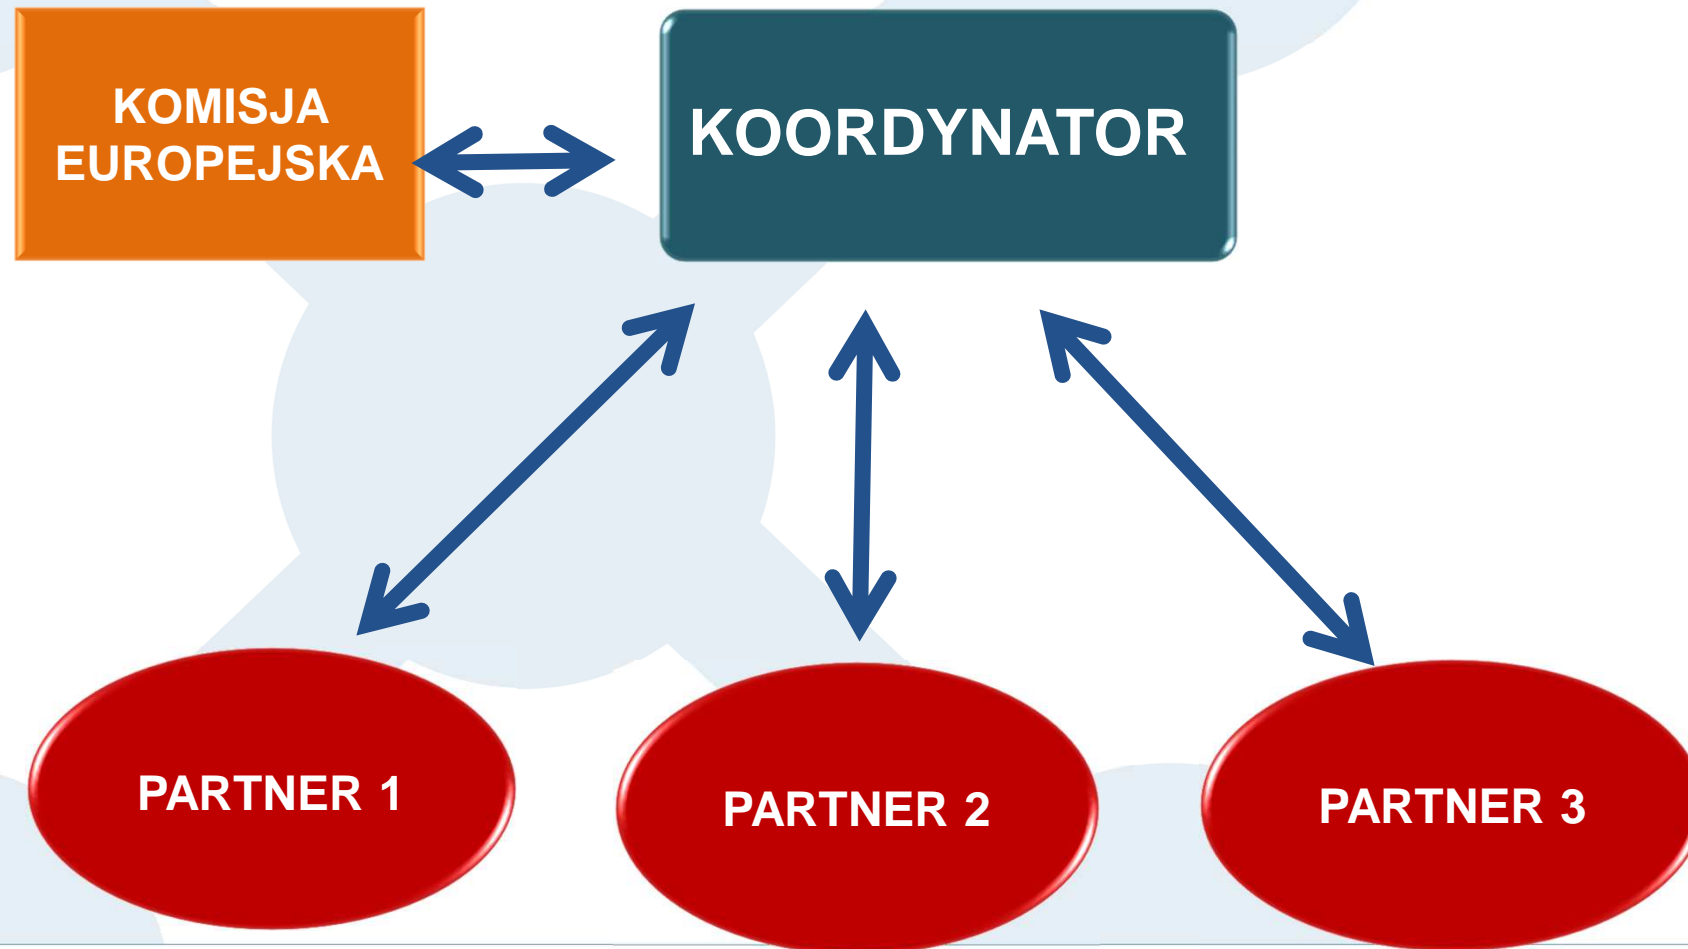 KOMISJA
EUROPEJSKA
KOORDYNATOR
PARTNER 1
PARTNER 2
PARTNER 3